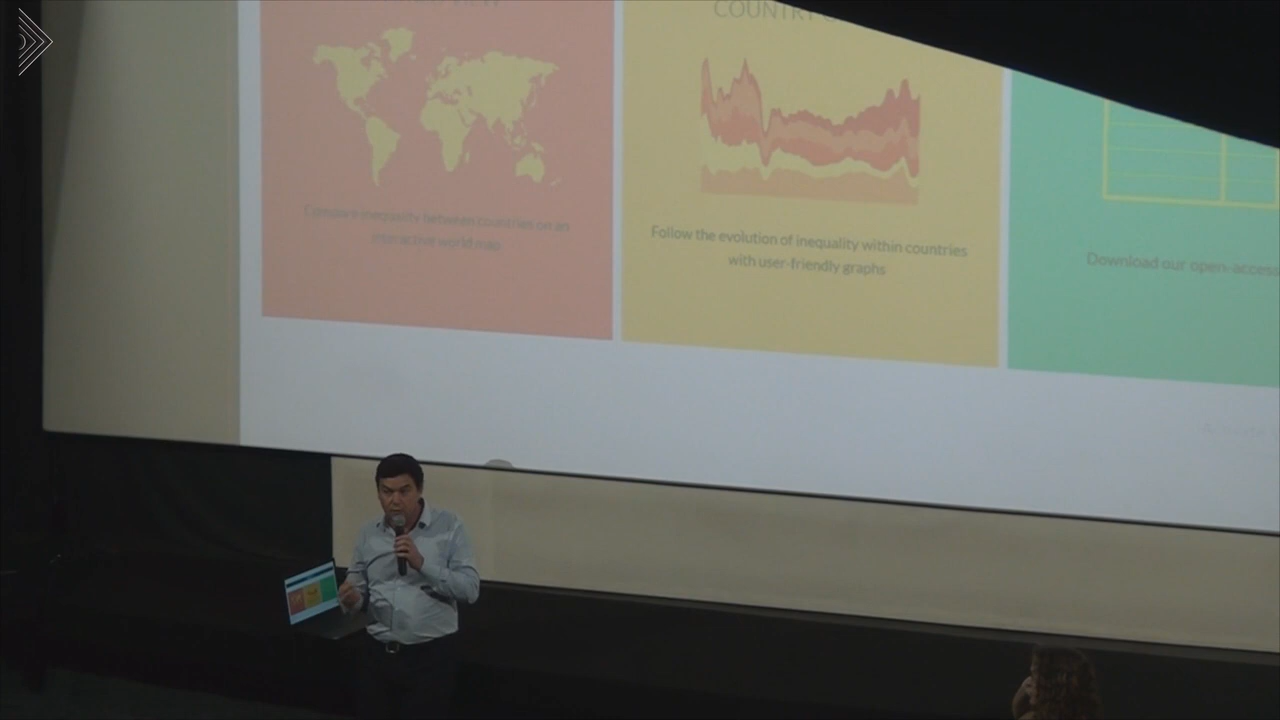 COUNTRY
Compare inequality between countries on an
interactive world map
Follow the evolution of inequality within countries
with user-friendly graphs
Download our open-access